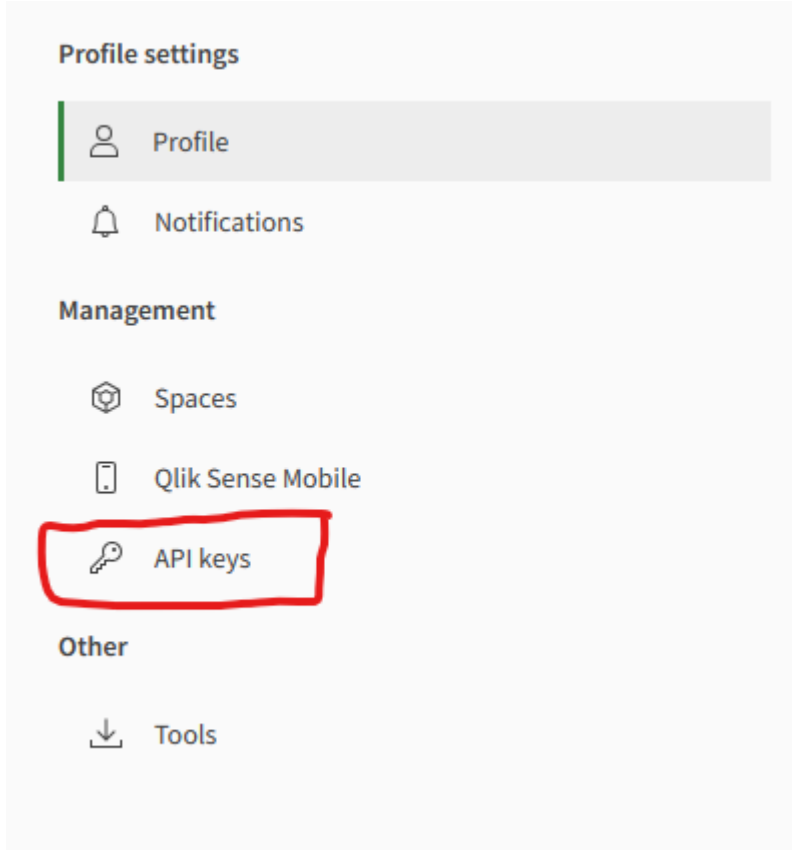 Profile settings
Profile
Notifications
Management
Spaces
Qlik Sense Mobile
API keys
Other
Tools